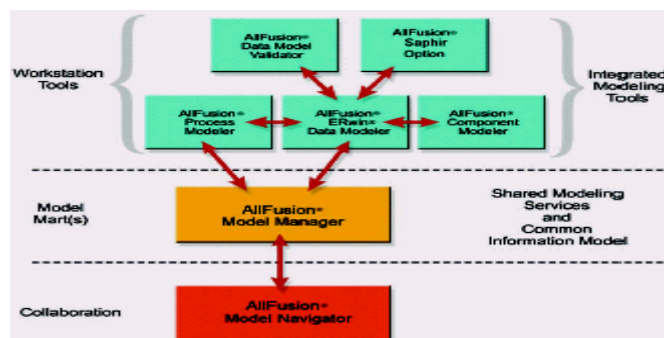 AllFusion®
Data Model
Validator
AllFusion®
Saphir
Option
Workstation
Tools
Integrated
Modeling
Tools
AllFusion®
Process
Modeler
AllFusion®
ERwin®
Data Modeler
AllFusion®
Component
Modeler
Model
Mart(s)
AllFusion®
Model Manager
Shared Modeling
Services
and
Common
Information Model
Collaboration
AllFusion®
Model Navigator